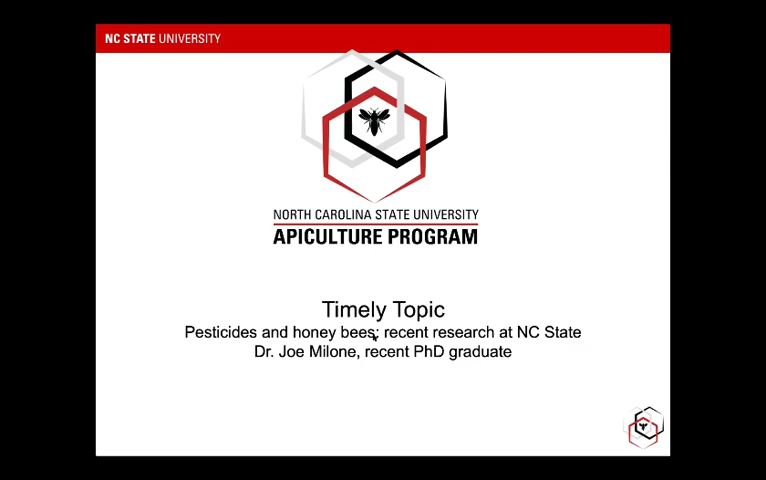 NC STATE UNIVERSITY
NORTH CAROLINA STATE UNIVERSITY
APICULTURE PROGRAM
Timely Topic
Pesticides and honey bees; recent research at NC State
Dr. Joe Milone, recent PhD graduate